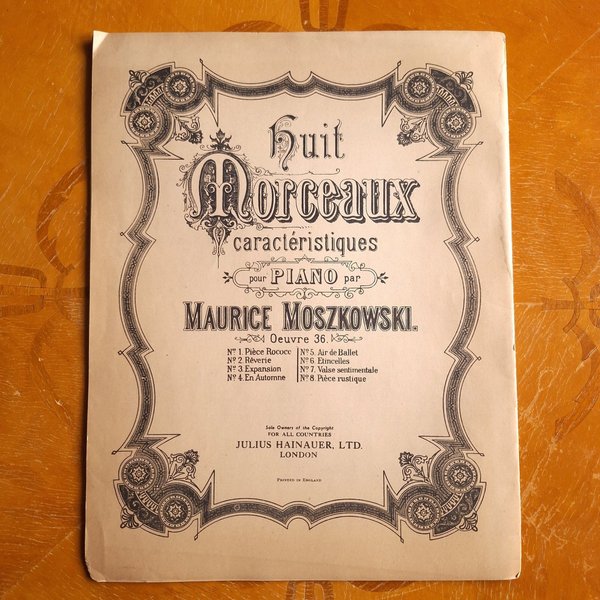 Huit
Morceaux
caractéristiques
pour PIANO par
MAURICE MOSZKOWSKI.
Oeuvre 36.
Nº 1. Pièce Rococo
Nº 2. Rêverie
Nº 3. Expansion
Nº 4. En Automne
Nº 5. Air de Ballet
Nº 6. Etincelles
Nº 7. Valse sentimentale
Nº 8. Pièce rustique
Sole Owners of the Copyright
FOR ALL COUNTRIES
JULIUS HAINAUER, LTD.
LONDON
PRINTED IN ENGLAND